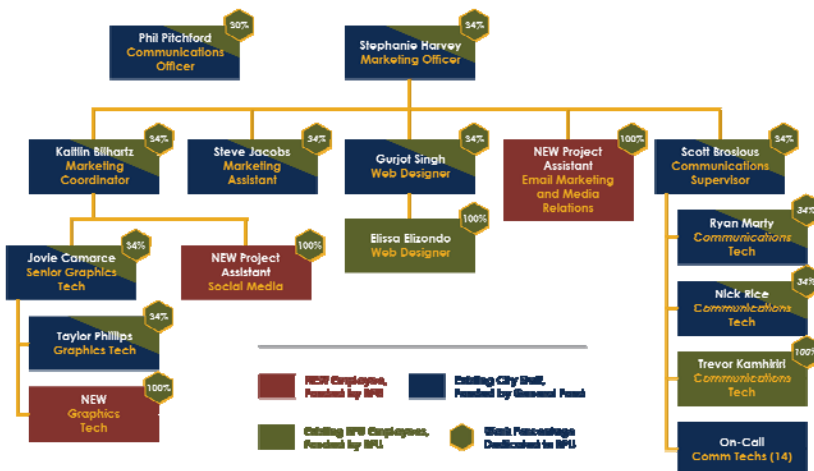 30%
Phil Pitchford
Communications
Officer
34%
Stephanie Harvey
Marketing Officer
34%
Kaitlin Bilhartz
Marketing
Coordinator
34%
Steve Jacobs
Marketing
Assistant
34%
Gurjot Singh
Web Designer
100%
NEW Project
Assistant
Email Marketing
and Media
Relations
34%
Scott Brosious
Communications
Supervisor
34%
Jovie Camarce
Senior Graphics
Tech
100%
NEW Project
Assistant
Social Media
100%
Elissa Elizondo
Web Designer
34%
Ryan Marty
Communications
Tech
34%
Taylor Phillips
Graphics Tech
34%
Nick Rice
Communications
Tech
100%
NEW
Graphics
Tech
100%
Trevor Kamhiriri
Communications
Tech
On-Call
Comm Techs (14)
NEW Employee,
Funded by RPU
Existing City Staff,
Funded by General Fund
Existing RPU Employees,
Funded by RPU
Work Percentage
Dedicated to RPU